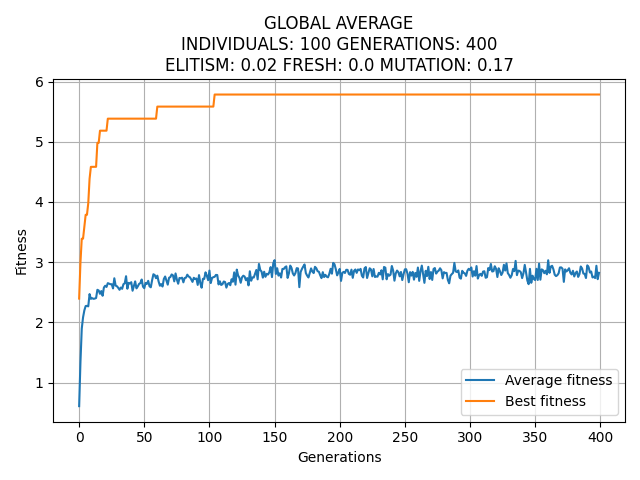 GLOBAL AVERAGE
INDIVIDUALS: 100 GENERATIONS: 400
ELITISM: 0.02 FRESH: 0.0 MUTATION: 0.17
6
5
4
3
2
1
Fitness
0 50 100 150 200 250 300 350 400
Generations
Average fitness
Best fitness